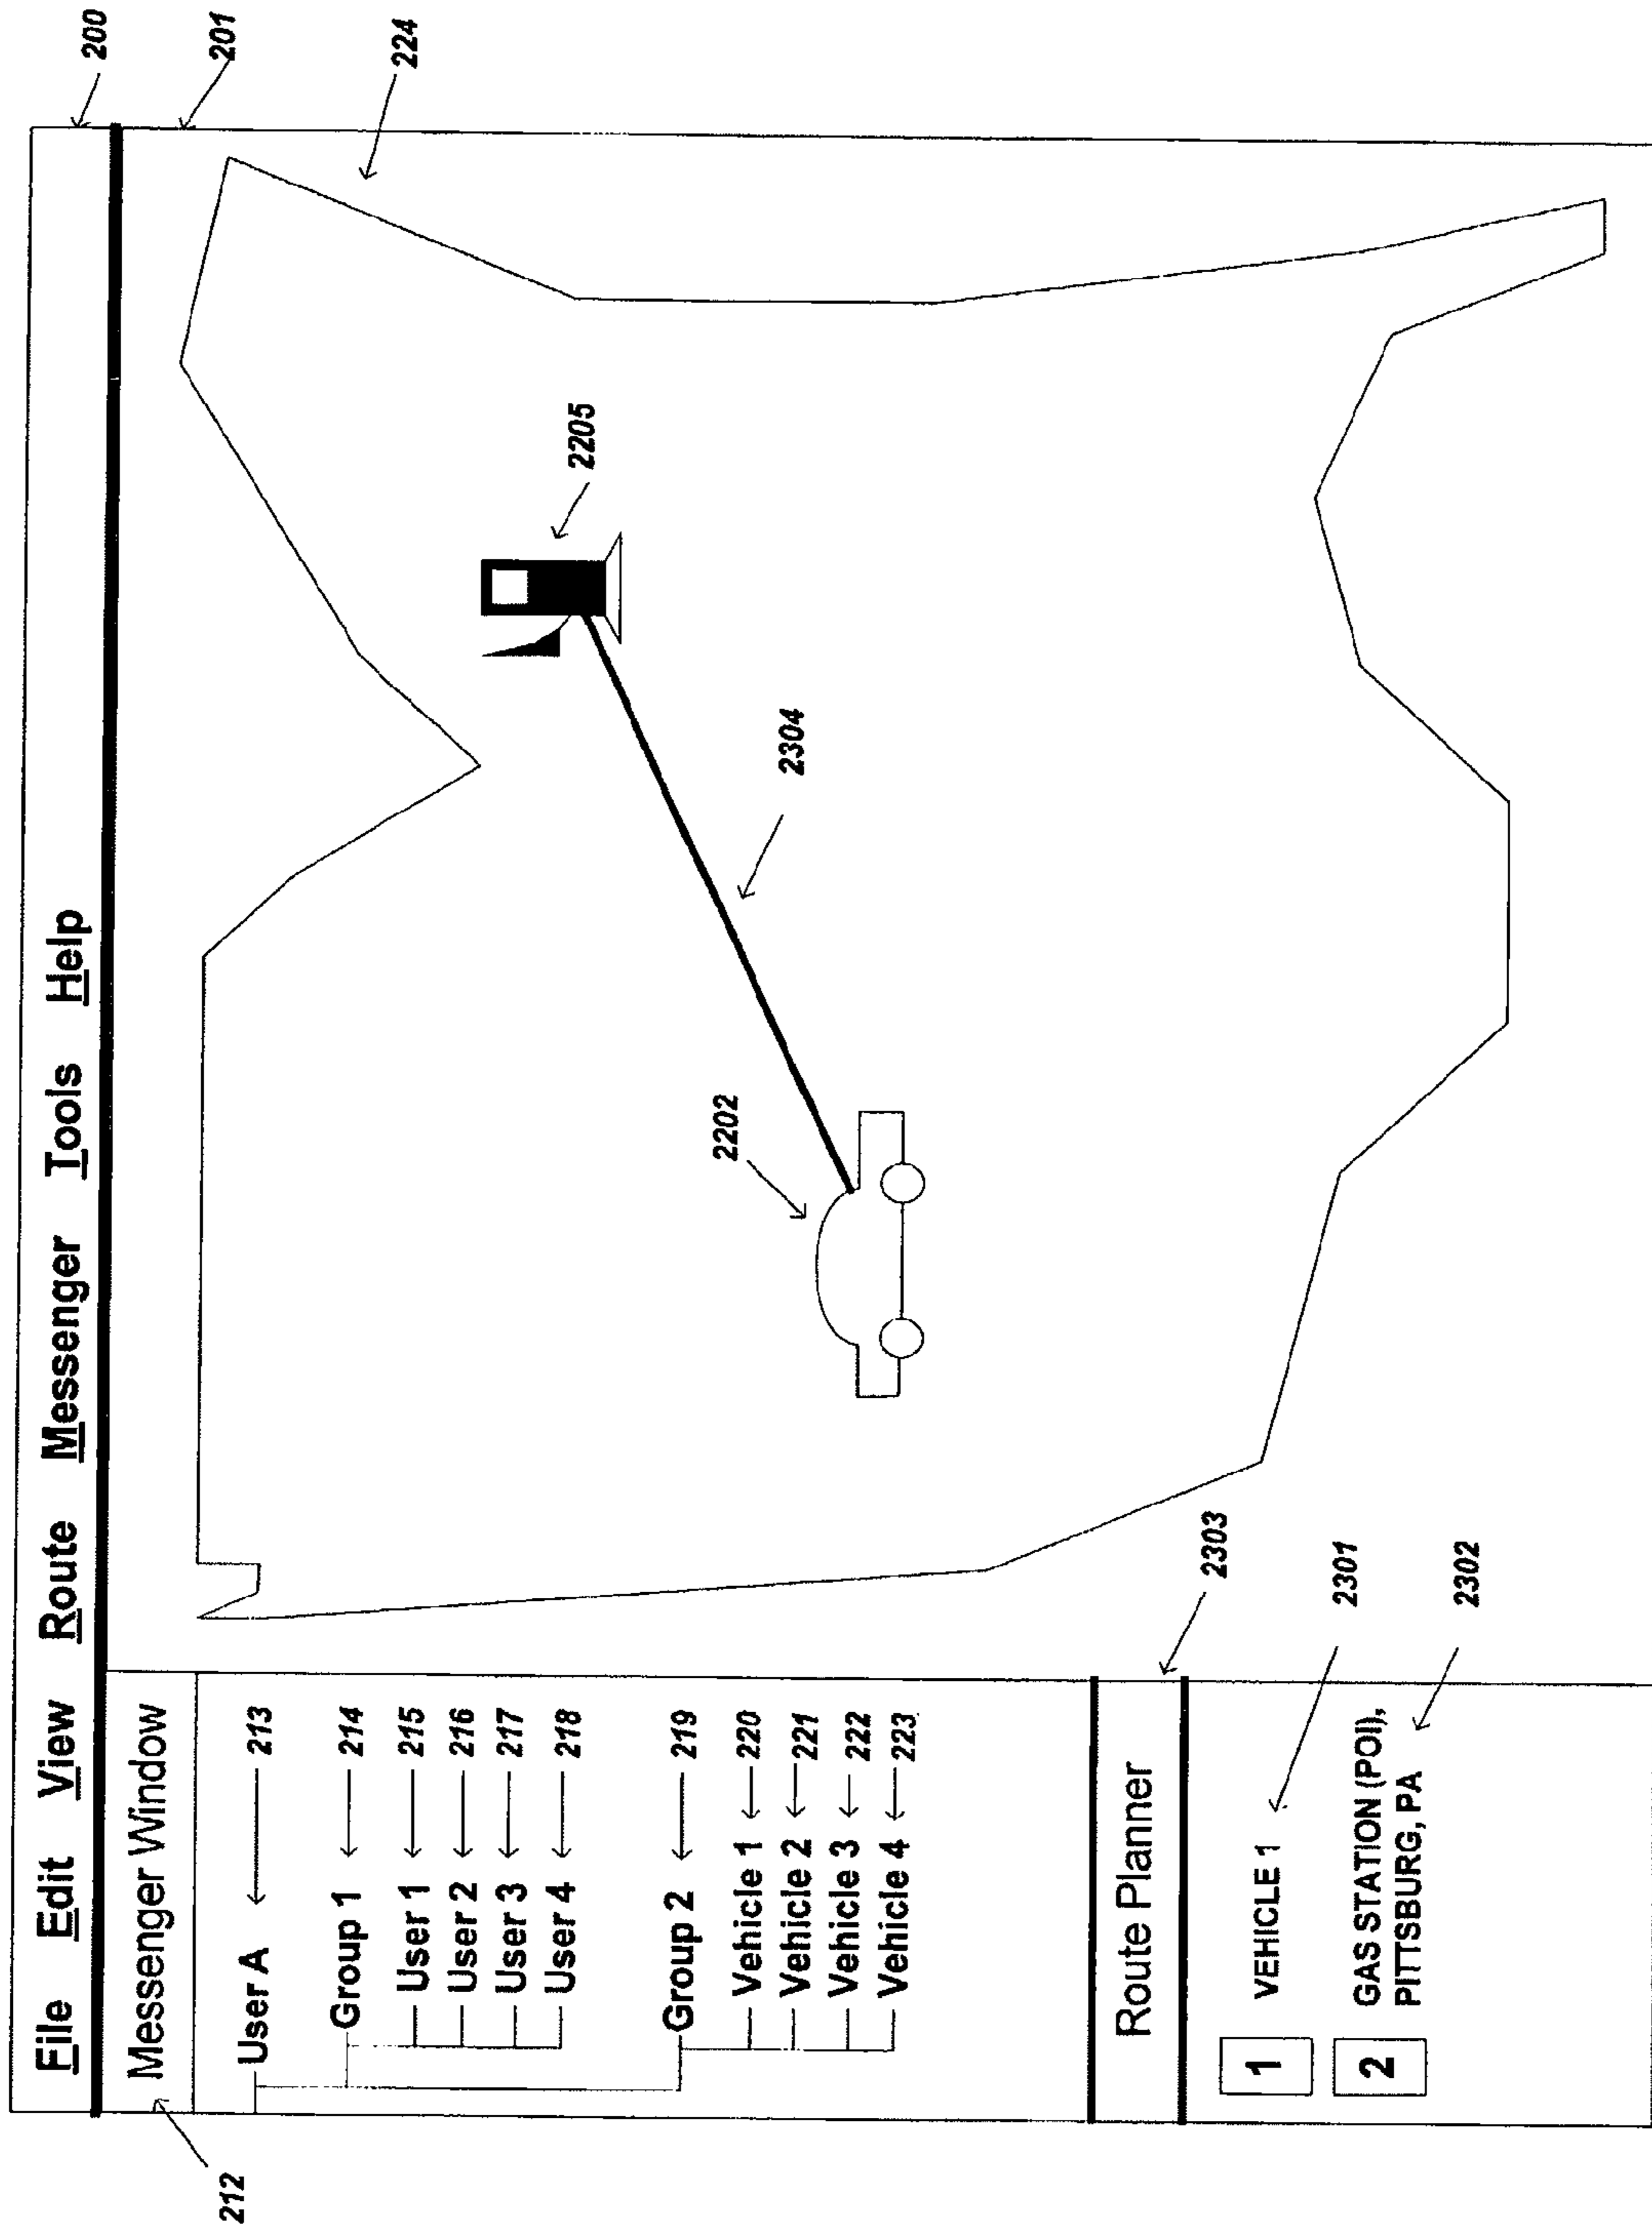 File Edit View Route Messenger Tools Help
200
201
212
Messenger Window
User A 213
Group 1 214
User 1 215
User 2 216
User 3 217
User 4 218
Group 2 219
Vehicle 1 220
Vehicle 2 221
Vehicle 3 222
Vehicle 4 223
224
2205
2304
2202
Route Planner
2303
1 VEHICLE 1
2301
2 GAS STATION (POI),
PITTSBURG, PA
2302